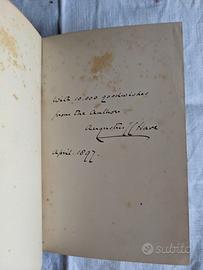 With 10,000 good wishes
from the Author.
Augustus J C Hare
April. 1897.
subito